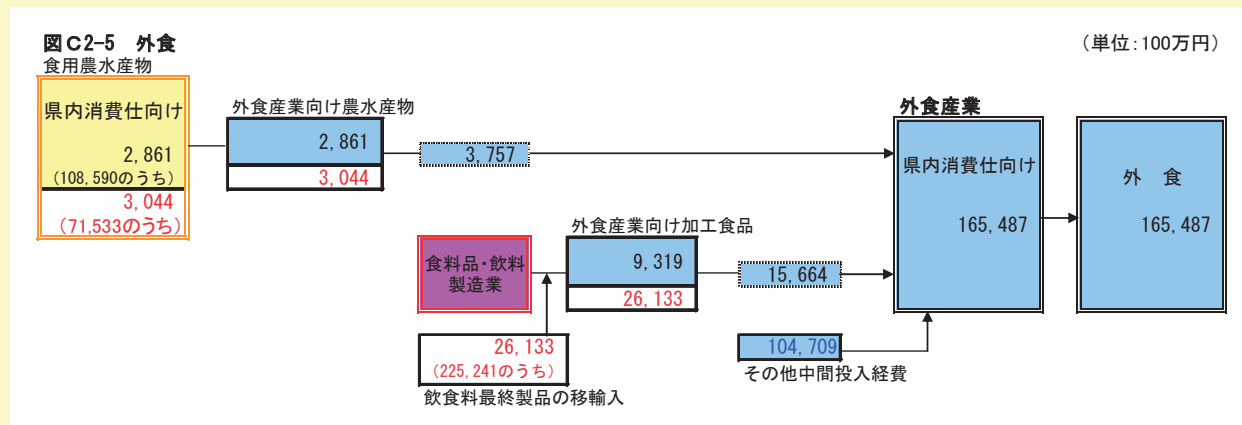 図C2-5 外食
(単位:100万円)
食用農水産物
県内消費仕向け
2,861
(108,590のうち)
3,044
(71,533のうち)
外食産業向け農水産物
2,861
3,044
3,757
食料品・飲料
製造業
外食産業向け加工食品
9,319
26,133
15,664
26,133
(225,241のうち)
飲食料最終製品の移輸入
104,709
その他中間投入経費
外食産業
県内消費仕向け
165,487
外 食
165,487